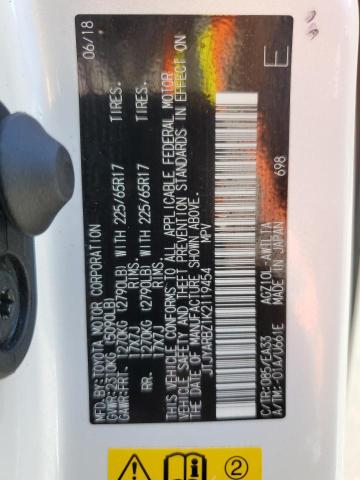 MFD.BY:TOYOTA MOTOR CORPORATION 06/18
GVWR:2310KG (5090LB)
GAWR:FRT. 1270KG (2790LB) WITH 225/65R17 TIRES,
17X7J RIMS.
RR. 1270KG (2790LB) WITH 225/65R17 TIRES,
17X7J RIMS.
THIS VEHICLE CONFORMS TO ALL APPLICABLE FEDERAL MOTOR
VEHICLE SAFETY AND THEFT PREVENTION STANDARDS IN EFFECT
ON THE DATE OF MANUFACTURE SHOWN ABOVE.
JTJYARBZ1K2119454 MPV
E
698
C/TR:085/EA33 AGZ10L-AWTLTA
A/TM:-01A/U661E MADE IN JAPAN
2